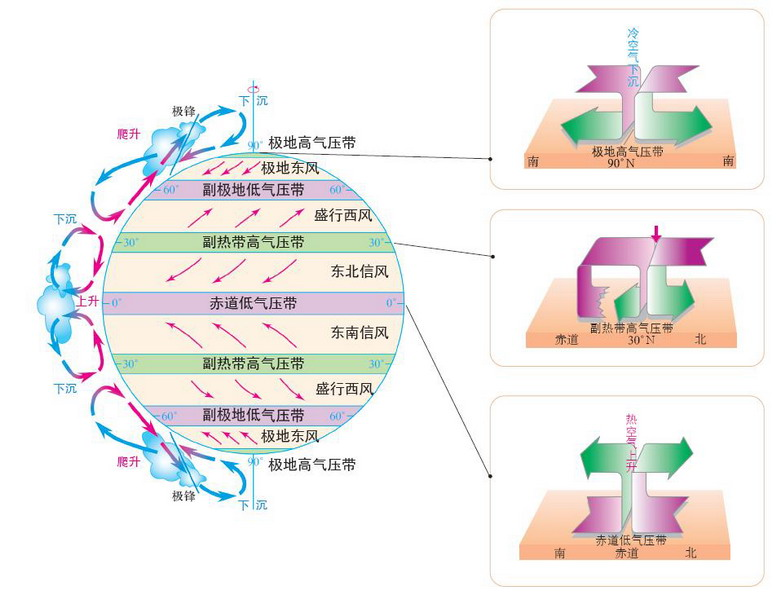 下沉
极锋
爬升
90°
极地高气压带
极地东风
60°
副极地低气压带
60°
盛行西风
下沉
30°
副热带高气压带
30°
东北信风
上升
0°
赤道低气压带
0°
东南信风
30°
副热带高气压带
30°
下沉
盛行西风
60°
副极地低气压带
60°
极地东风
爬升
90°
极地高气压带
极锋
下沉
冷空气下沉
极地高气压带
南
90°N
南
副热带高气压带
赤道
30°N
北
热空气上升
赤道低气压带
南
赤道
北